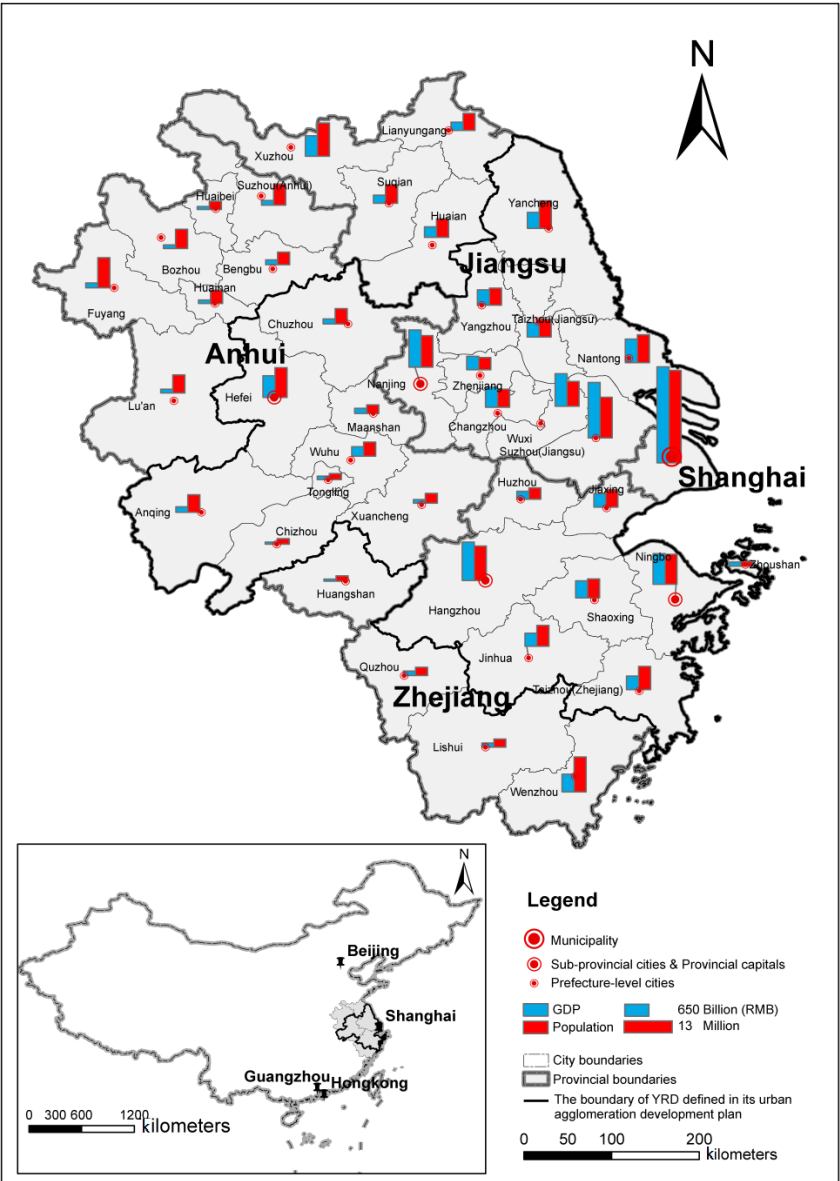 N
Xuzhou
Lianyungang
Suzhou(Anhui)
Huaibei
Suqian
Huaian
Yancheng
Bozhou
Bengbu
Jiangsu
Huainan
Fuyang
Chuzhou
Yangzhou
Taizhou(Jiangsu)
Anhui
Nantong
Nanjing
Zhenjiang
Lu'an
Hefei
Maanshan
Changzhou
Wuxi
Wuhu
Suzhou(Jiangsu)
Shanghai
Tongling
Huzhou
Jiaxing
Anqing
Xuancheng
Chizhou
Ningbo
Zhoushan
Huangshan
Hangzhou
Shaoxing
Jinhua
Quzhou
Taizhou(Zhejiang)
Zhejiang
Lishui
Wenzhou
N
Beijing
Shanghai
Guangzhou
Hongkong
0 300 600 1200
kilometers
Legend
Municipality
Sub-provincial cities & Provincial capitals
Prefecture-level cities
GDP 650 Billion (RMB)
Population 13 Million
City boundaries
Provincial boundaries
The boundary of YRD defined in its urban
agglomeration development plan
0 50 100 200
kilometers